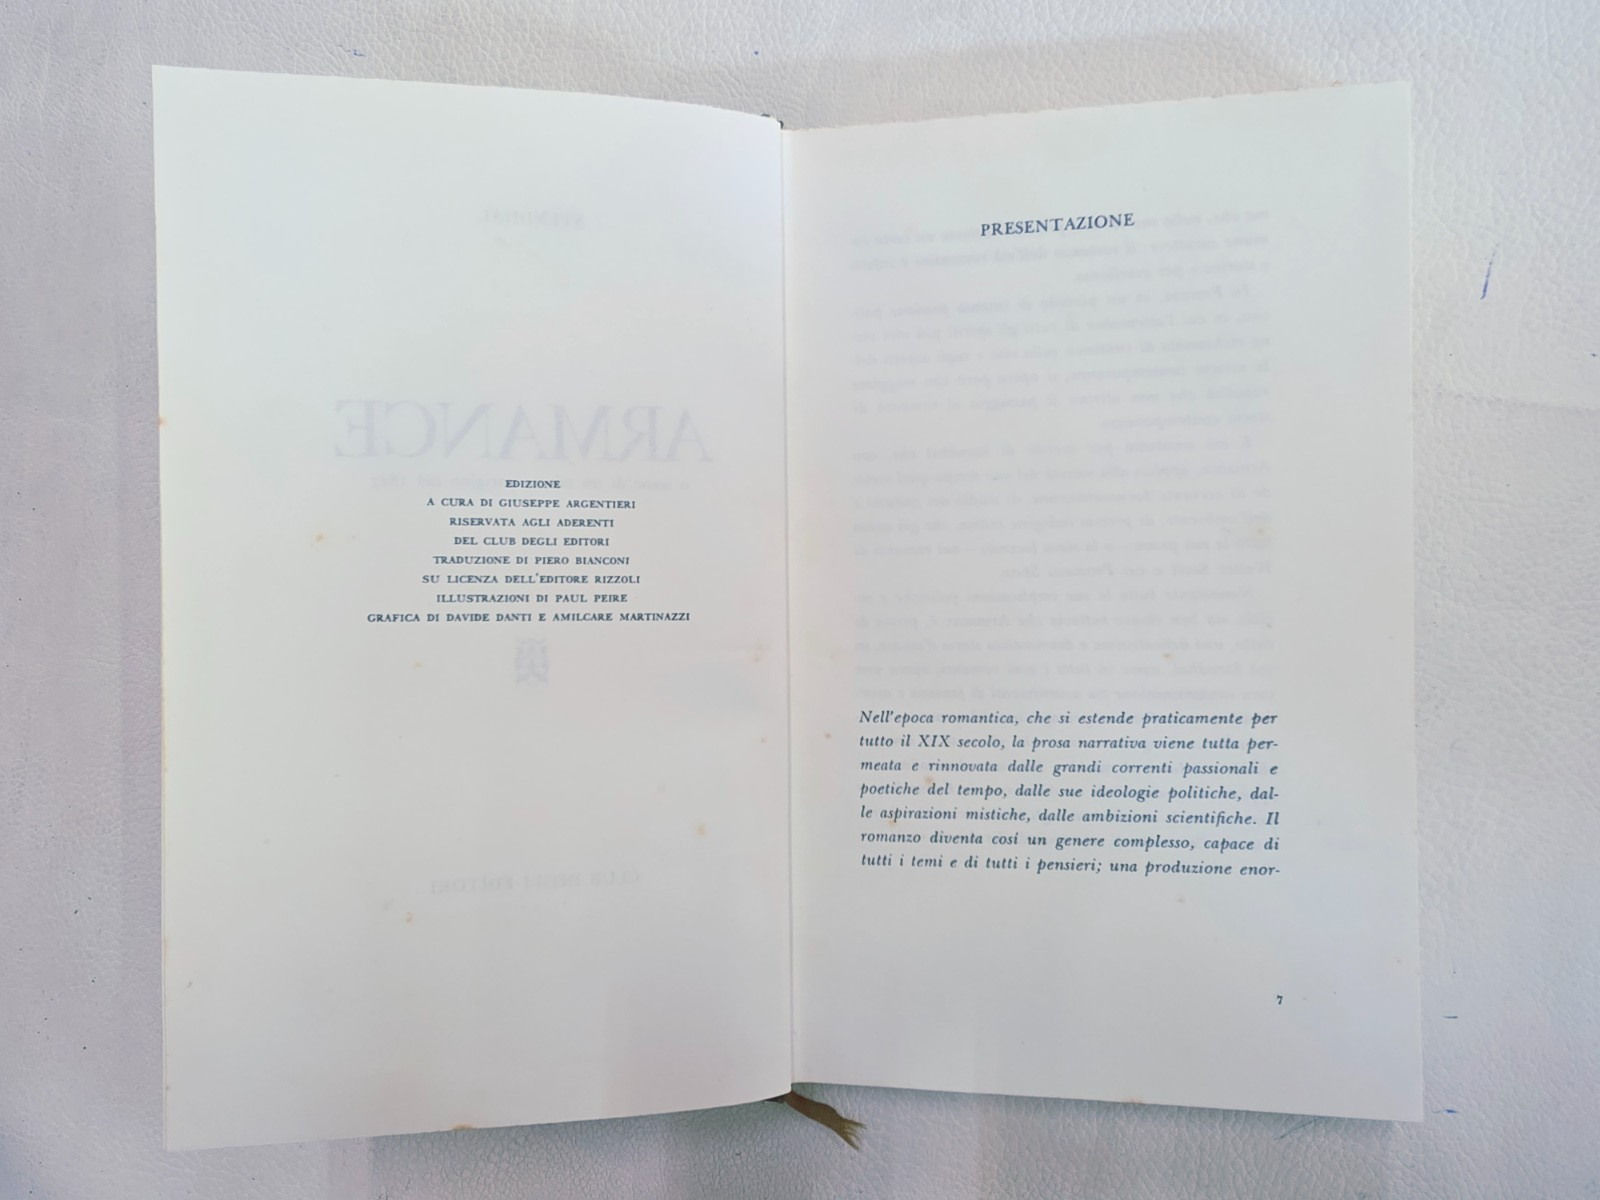 EDIZIONE
A CURA DI GIUSEPPE ARGENTIERI
RISERVATA AGLI ADERENTI
DEL CLUB DEGLI EDITORI
TRADUZIONE DI PIERO BIANCONI
SU LICENZA DELL'EDITORE RIZZOLI
ILLUSTRAZIONI DI PAUL PEIRE
GRAFICA DI DAVIDE DANTI E AMILCARE MARTINAZZI
PRESENTAZIONE
Nell'epoca romantica, che si estende praticamente per
tutto il XIX secolo, la prosa narrativa viene tutta per-
meata e rinnovata dalle grandi correnti passionali e
poetiche del tempo, dalle sue ideologie politiche, dal-
le aspirazioni mistiche, dalle ambizioni scientifiche. Il
romanzo diventa così un genere complesso, capace di
tutti i temi e di tutti i pensieri; una produzione enor-
7